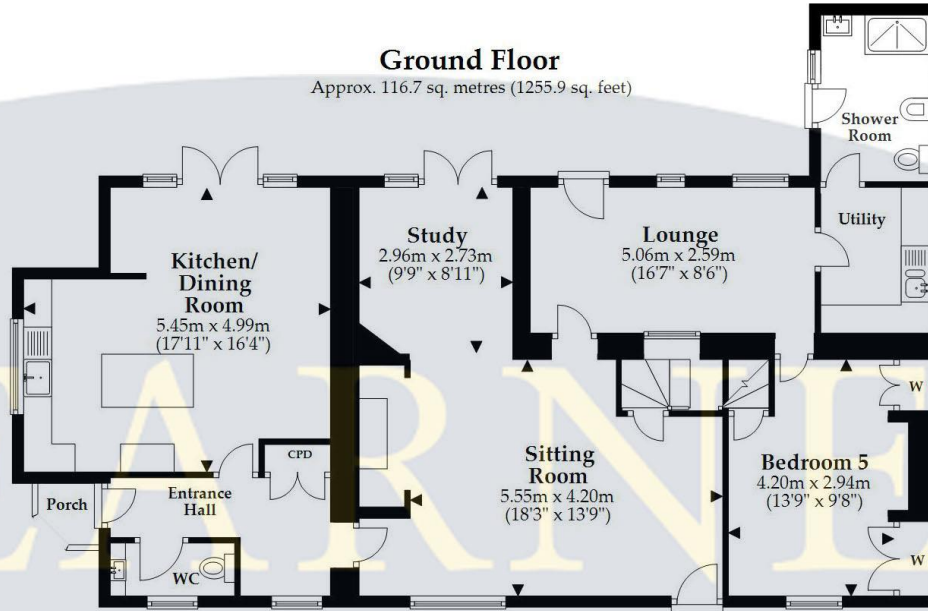 Ground Floor
Approx. 116.7 sq. metres (1255.9 sq. feet)
Shower
Room
Utility
Study
2.96m x 2.73m
(9'9" x 8'11")
Lounge
5.06m x 2.59m
(16'7" x 8'6")
Kitchen/
Dining
Room
5.45m x 4.99m
(17'11" x 16'4")
CPD
W
Sitting
Room
5.55m x 4.20m
(18'3" x 13'9")
Bedroom 5
4.20m x 2.94m
(13'9" x 9'8")
Porch
Entrance
Hall
WC
W
ARNE